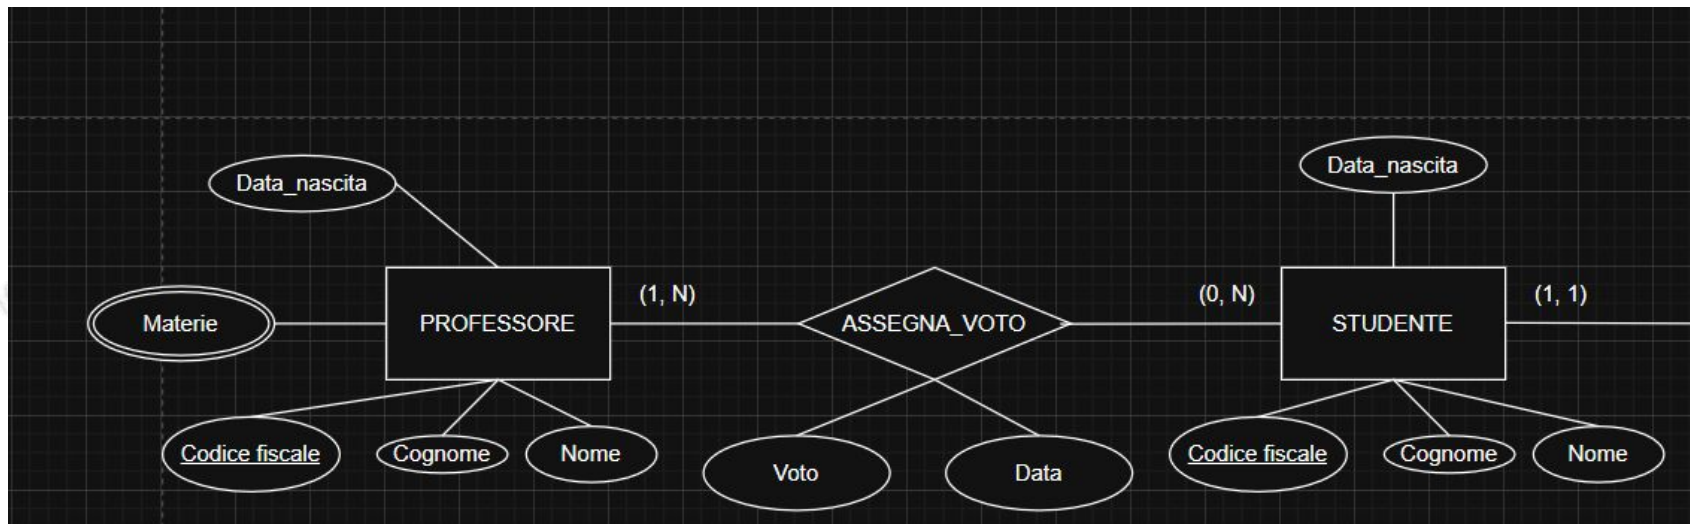 Data_nascita
Data_nascita
Materie
PROFESSORE
(1, N)
ASSEGNA_VOTO
(0, N)
STUDENTE
(1, 1)
Codice fiscale
Cognome
Nome
Voto
Data
Codice fiscale
Cognome
Nome